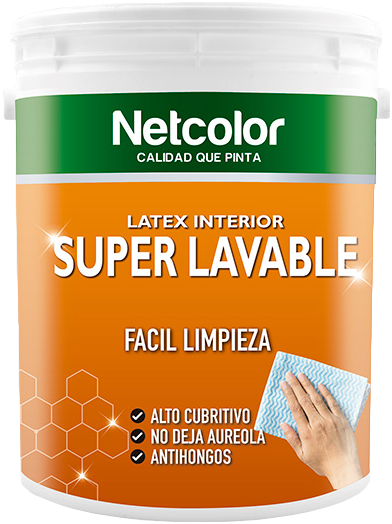 Netcolor
CALIDAD QUE PINTA
LATEX INTERIOR
SUPER LAVABLE
FACIL LIMPIEZA
ALTO CUBRITIVO
NO DEJA AUREOLA
ANTIHONGOS